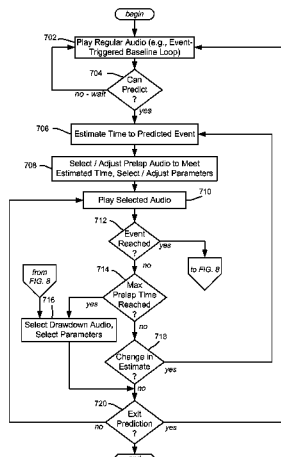 begin
702
Play Regular Audio (e.g., Event-
Triggered Baseline Loop)
704
Can
Predict
?
no - wait
yes
706
Estimate Time to Predicted Event
708
Select / Adjust Prelap Audio to Meet
Estimated Time, Select / Adjust Parameters
710
Play Selected Audio
712
Event
Reached
?
yes
no
to FIG. 8
from
FIG. 8
714
Max
Prelap Time
Reached
?
yes
no
716
Select Drawdown Audio,
Select Parameters
718
Change in
Estimate
?
yes
no
720
Exit
Prediction
?
no
yes